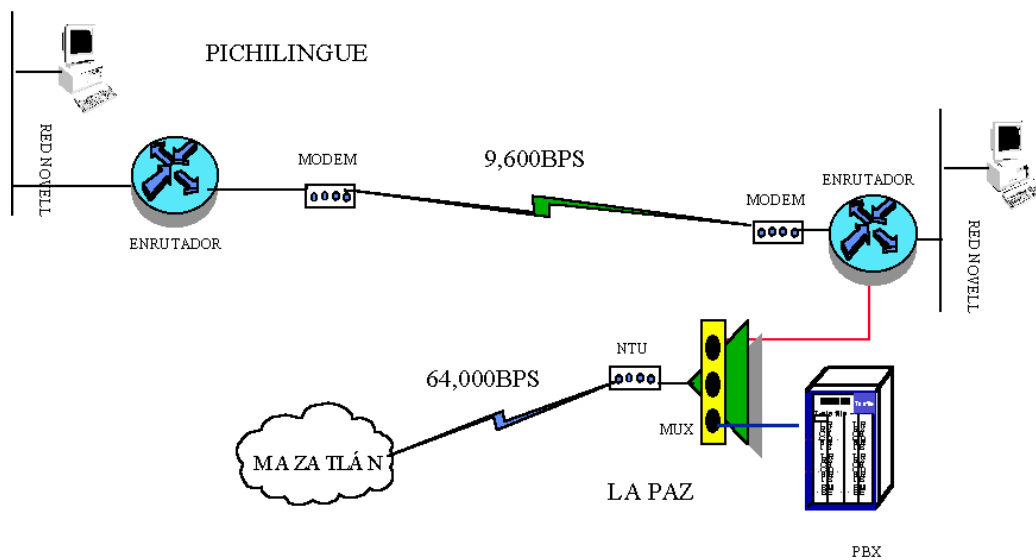 PICHILINGUE
RED NOVELL
MODEM
9,600BPS
MODEM
ENRUTADOR
ENRUTADOR
RED NOVELL
NTU
64,000BPS
MUX
MAZATLÁN
LA PAZ
PBX